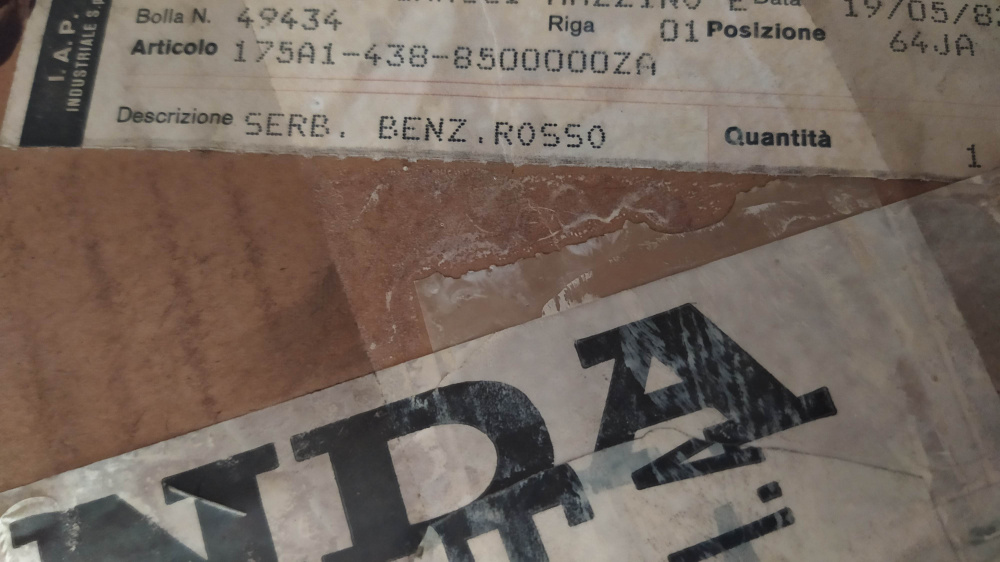 I. A. P.
INDUSTRIALE S.p
Bolla N. 49434 Riga 01 Data 19/05/8
Articolo 175A1-438-8500000ZA Posizione 64JA
Descrizione SERB. BENZ.ROSSO Quantità 1
NDA